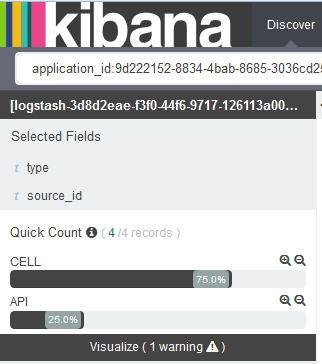 kibana
Discover
application_id:9d222152-8834-4bab-8685-3036cd2
[logstash-3d8d2eae-f3f0-44f6-9717-126113a00...
Selected Fields
t type
t source_id
Quick Count ( 4 /4 records )
CELL
75.0%
API
25.0%
Visualize ( 1 warning )